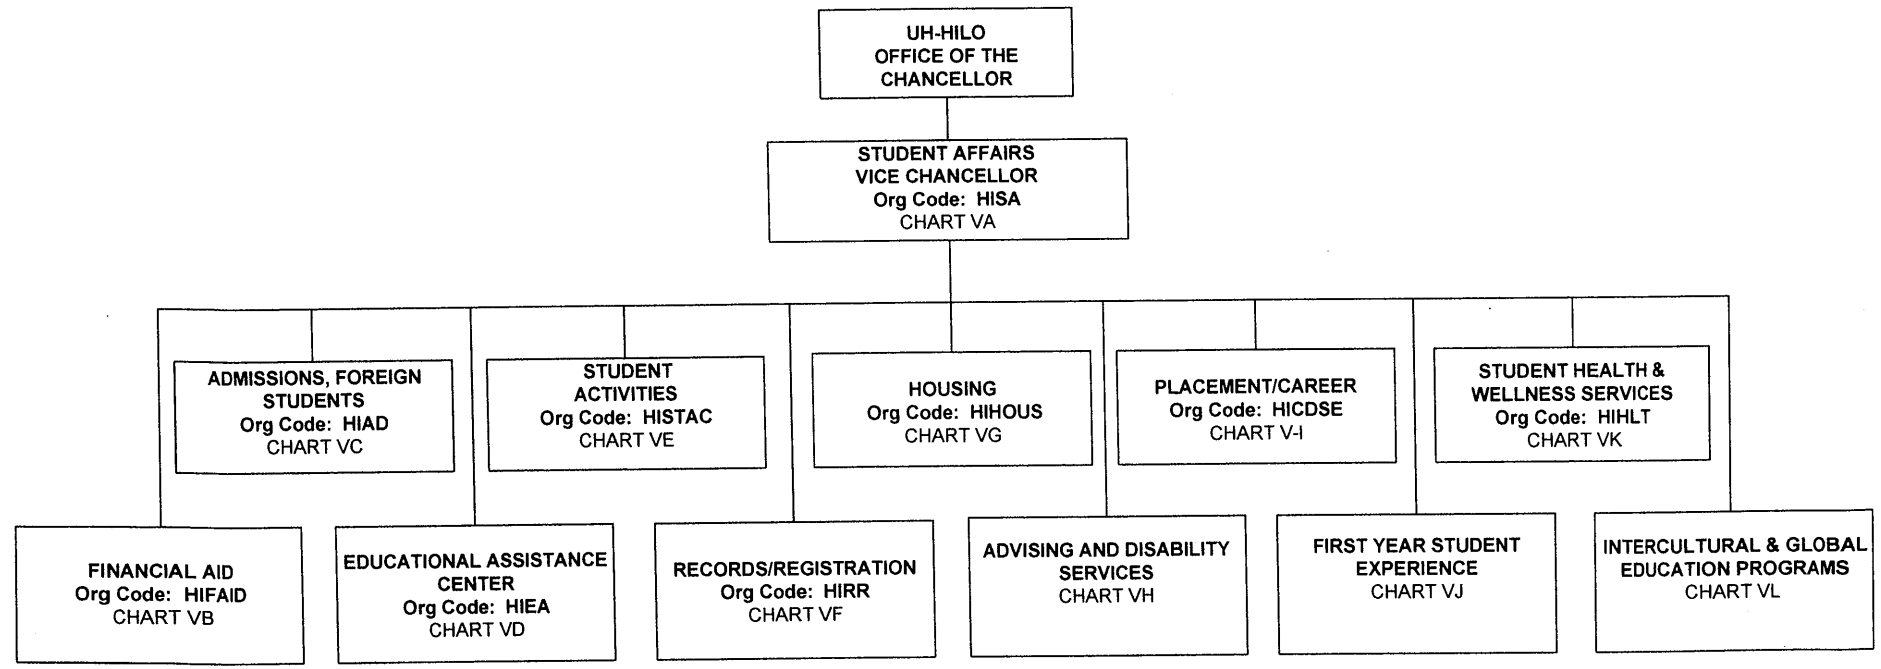 UH-HILO
OFFICE OF THE
CHANCELLOR
STUDENT AFFAIRS
VICE CHANCELLOR
Org Code: HISA
CHART VA
ADMISSIONS, FOREIGN
STUDENTS
Org Code: HIAD
CHART VC
STUDENT
ACTIVITIES
Org Code: HISTAC
CHART VE
HOUSING
Org Code: HIHOUS
CHART VG
PLACEMENT/CAREER
Org Code: HICDSE
CHART V-I
STUDENT HEALTH &
WELLNESS SERVICES
Org Code: HIHLT
CHART VK
FINANCIAL AID
Org Code: HIFAID
CHART VB
EDUCATIONAL ASSISTANCE
CENTER
Org Code: HIEA
CHART VD
RECORDS/REGISTRATION
Org Code: HIRR
CHART VF
ADVISING AND DISABILITY
SERVICES
CHART VH
FIRST YEAR STUDENT
EXPERIENCE
CHART VJ
INTERCULTURAL & GLOBAL
EDUCATION PROGRAMS
CHART VL